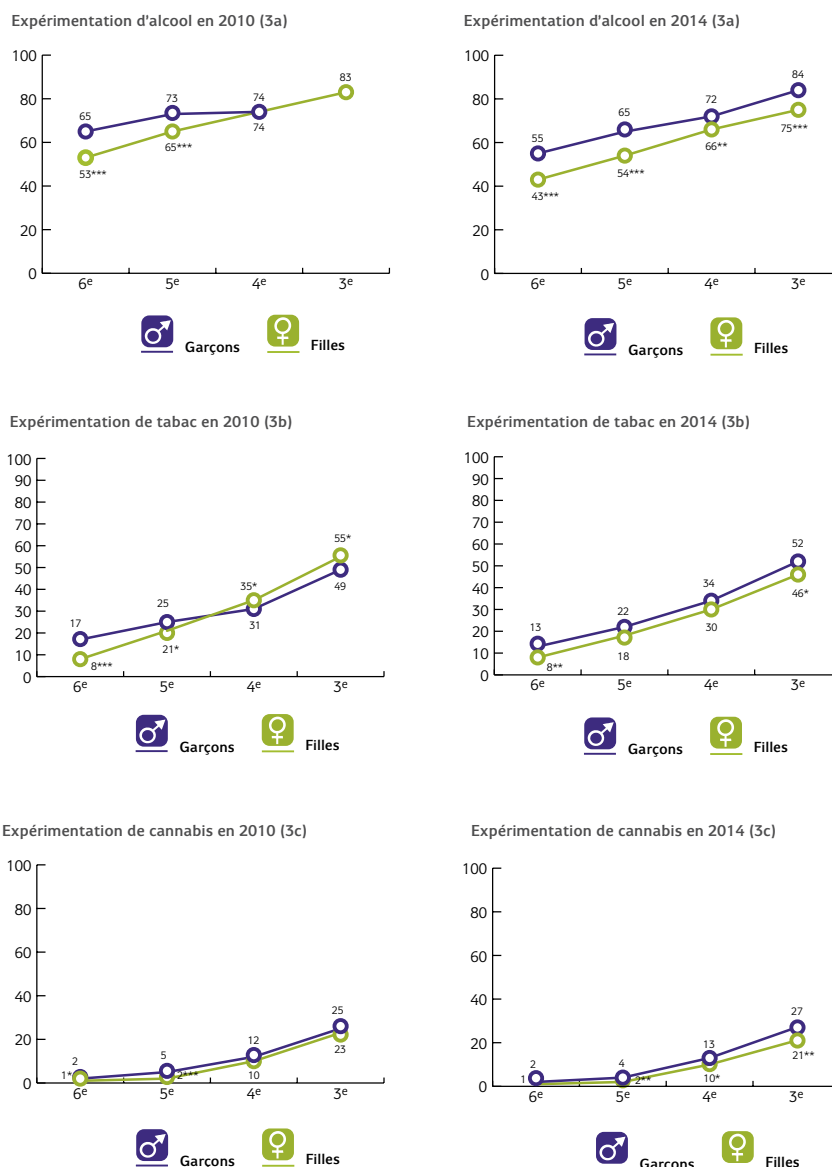 Expérimentation d'alcool en 2010 (3a)
100
80
60
40
20
0
65
73
74
83
53***
65***
74
6e
5e
4e
3e
Garçons
Filles
Expérimentation d'alcool en 2014 (3a)
100
80
60
40
20
0
55
65
72
84
43***
54***
66**
75***
6e
5e
4e
3e
Garçons
Filles
Expérimentation de tabac en 2010 (3b)
100
90
80
70
60
50
40
30
20
10
0
17
25
35*
55*
8***
21*
31
49
6e
5e
4e
3e
Garçons
Filles
Expérimentation de tabac en 2014 (3b)
100
90
80
70
60
50
40
30
20
10
0
13
22
34
52
8**
18
30
46*
6e
5e
4e
3e
Garçons
Filles
Expérimentation de cannabis en 2010 (3c)
100
80
60
40
20
0
2
5
12
25
1*
2***
10
23
6e
5e
4e
3e
Garçons
Filles
Expérimentation de cannabis en 2014 (3c)
100
80
60
40
20
0
2
4
13
27
1
2**
10*
21**
6e
5e
4e
3e
Garçons
Filles